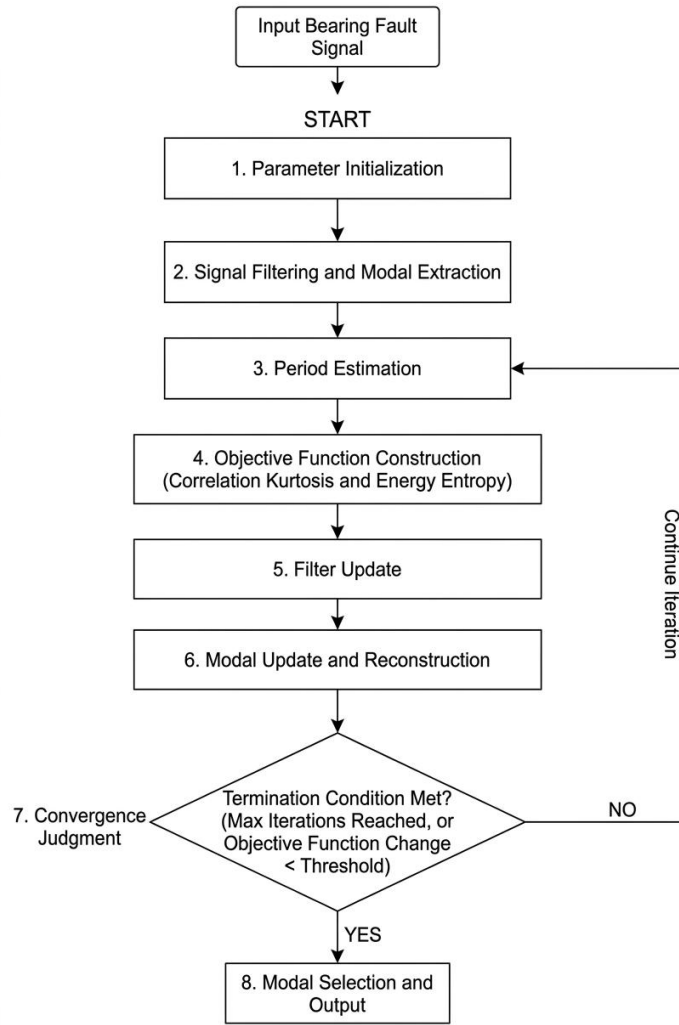 Input Bearing Fault
Signal
START
1. Parameter Initialization
2. Signal Filtering and Modal Extraction
3. Period Estimation
4. Objective Function Construction
(Correlation Kurtosis and Energy Entropy)
5. Filter Update
6. Modal Update and Reconstruction
7. Convergence
Judgment
Termination Condition Met?
(Max Iterations Reached, or
Objective Function Change
< Threshold)
NO
Continue Iteration
YES
8. Modal Selection and
Output